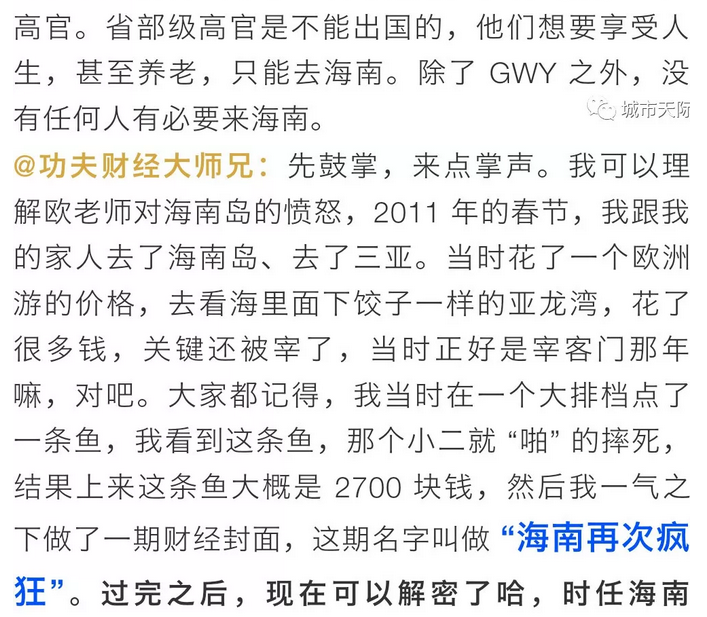 高官。省部级高官是不能出国的，他们想要享受人
生，甚至养老，只能去海南。除了 GWY 之外，没
有任何人有必要来海南。
城市天际
@功夫财经大师兄：先鼓掌，来点掌声。我可以理
解欧老师对海南岛的愤怒，2011 年的春节，我跟我
的家人去了海南岛、去了三亚。当时花了一个欧洲
游的价格，去看海里面下饺子一样的亚龙湾，花了
很多钱，关键还被宰了，当时正好是宰客门那年
嘛，对吧。大家都记得，我当时在一个大排档点了
一条鱼，我看到这条鱼，那个小二就 “啪” 的摔死，
结果上来这条鱼大概是 2700 块钱，然后我一气之
下做了一期财经封面，这期名字叫做 “海南再次疯
狂”。过完之后，现在可以解密了哈，时任海南